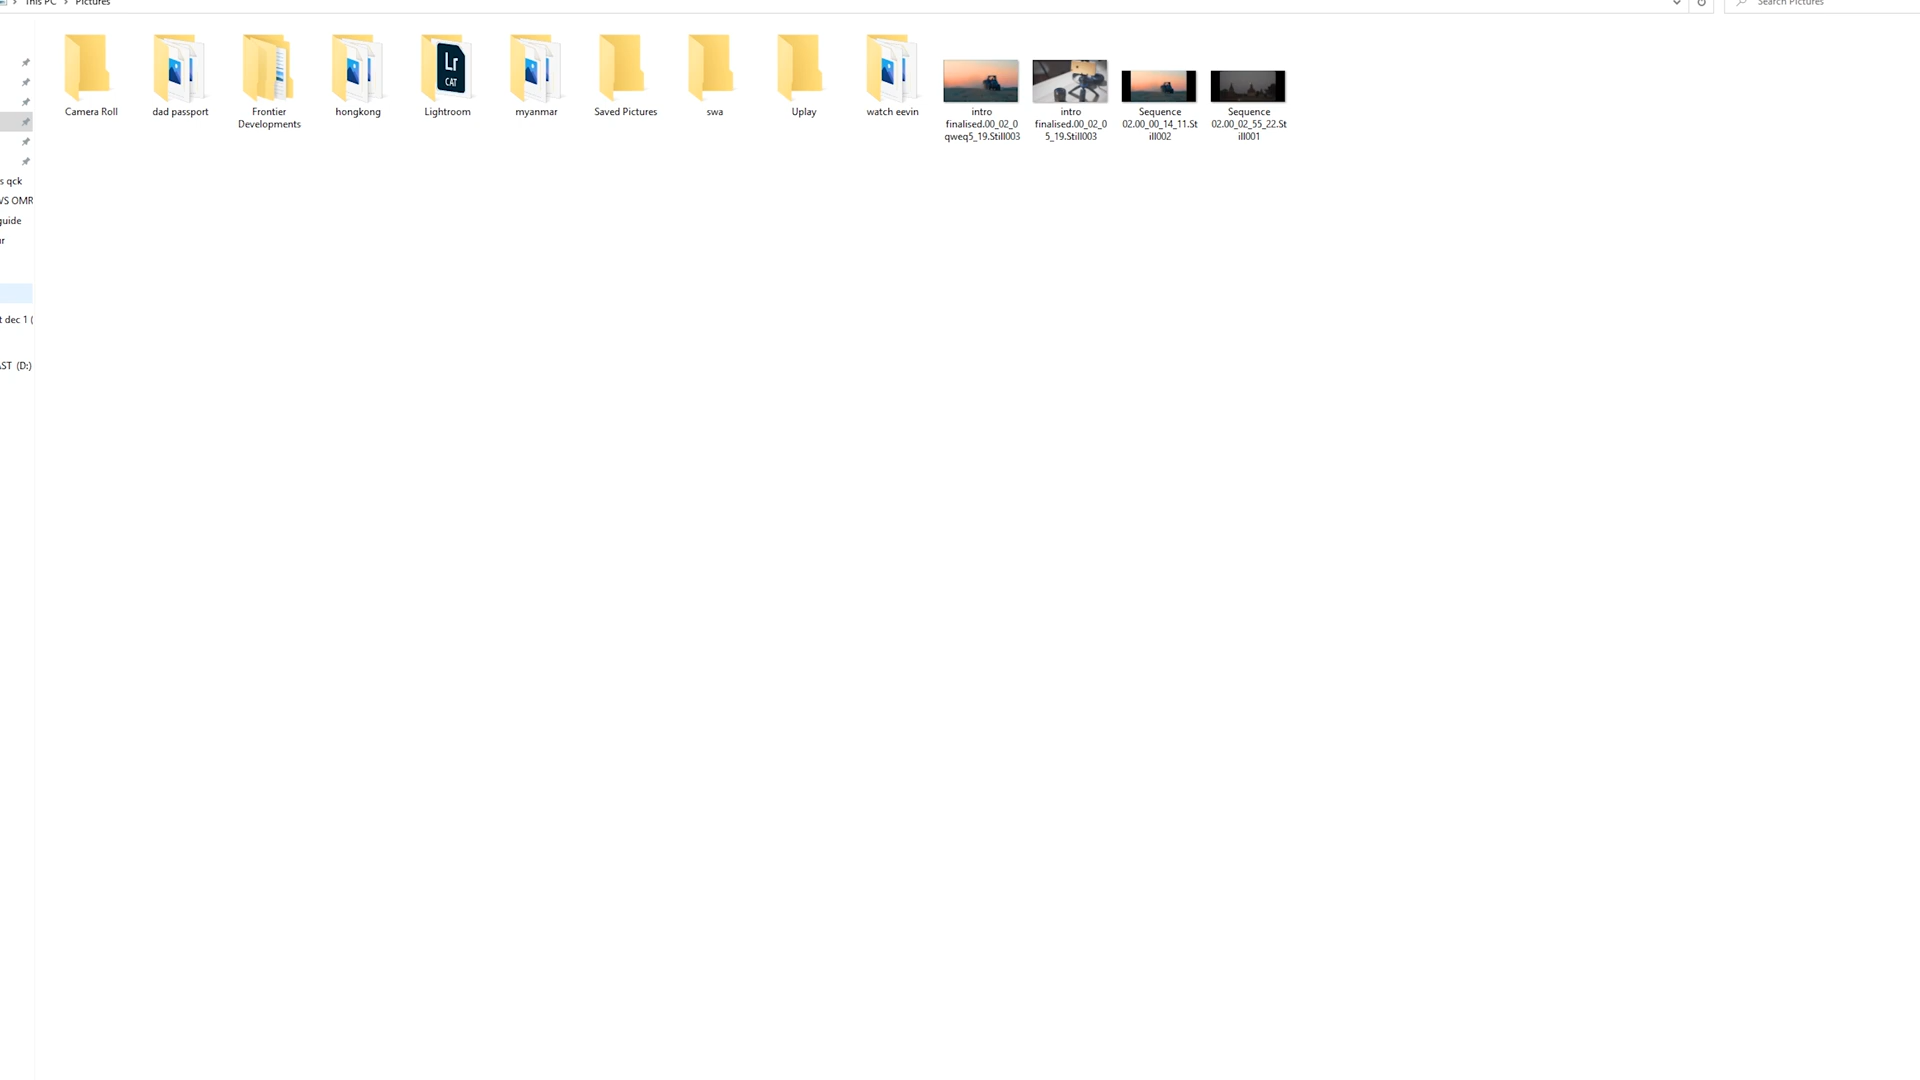 This PC › Pictures
Search Pictures
s qck
VS OMR
guide
ur
t dec 1 (
AST (D:)
Lr
CAT
Camera Roll
dad passport
Frontier
Developments
hongkong
Lightroom
myanmar
Saved Pictures
swa
Uplay
watch eevin
intro
finalised.00_02_0
qweq5_19.Still003
intro
finalised.00_02_0
5_19.Still003
Sequence
02.00_00_14_11.St
ill002
Sequence
02.00_02_55_22.St
ill001